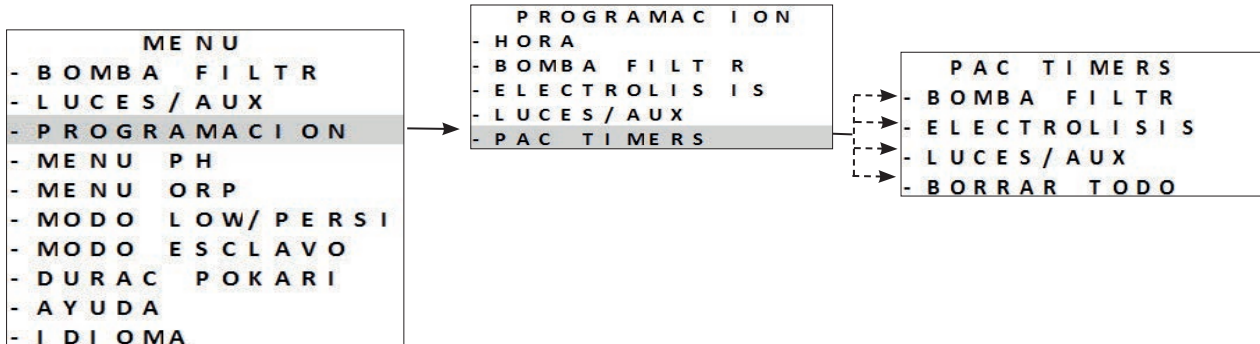 MENU
- BOMBA FILTR
- LUCES/AUX
- PROGRAMACION
- MENU PH
- MENU ORP
- MODO LOW/PERSI
- MODO ESCLAVO
- DURAC POKARI
- AYUDA
- IDIOMA
PROGRAMACION
- HORA
- BOMBA FILTR
- ELECTROLISIS
- LUCES/AUX
- PAC TIMERS
PAC TIMERS
- BOMBA FILTR
- ELECTROLISIS
- LUCES/AUX
- BORRAR TODO